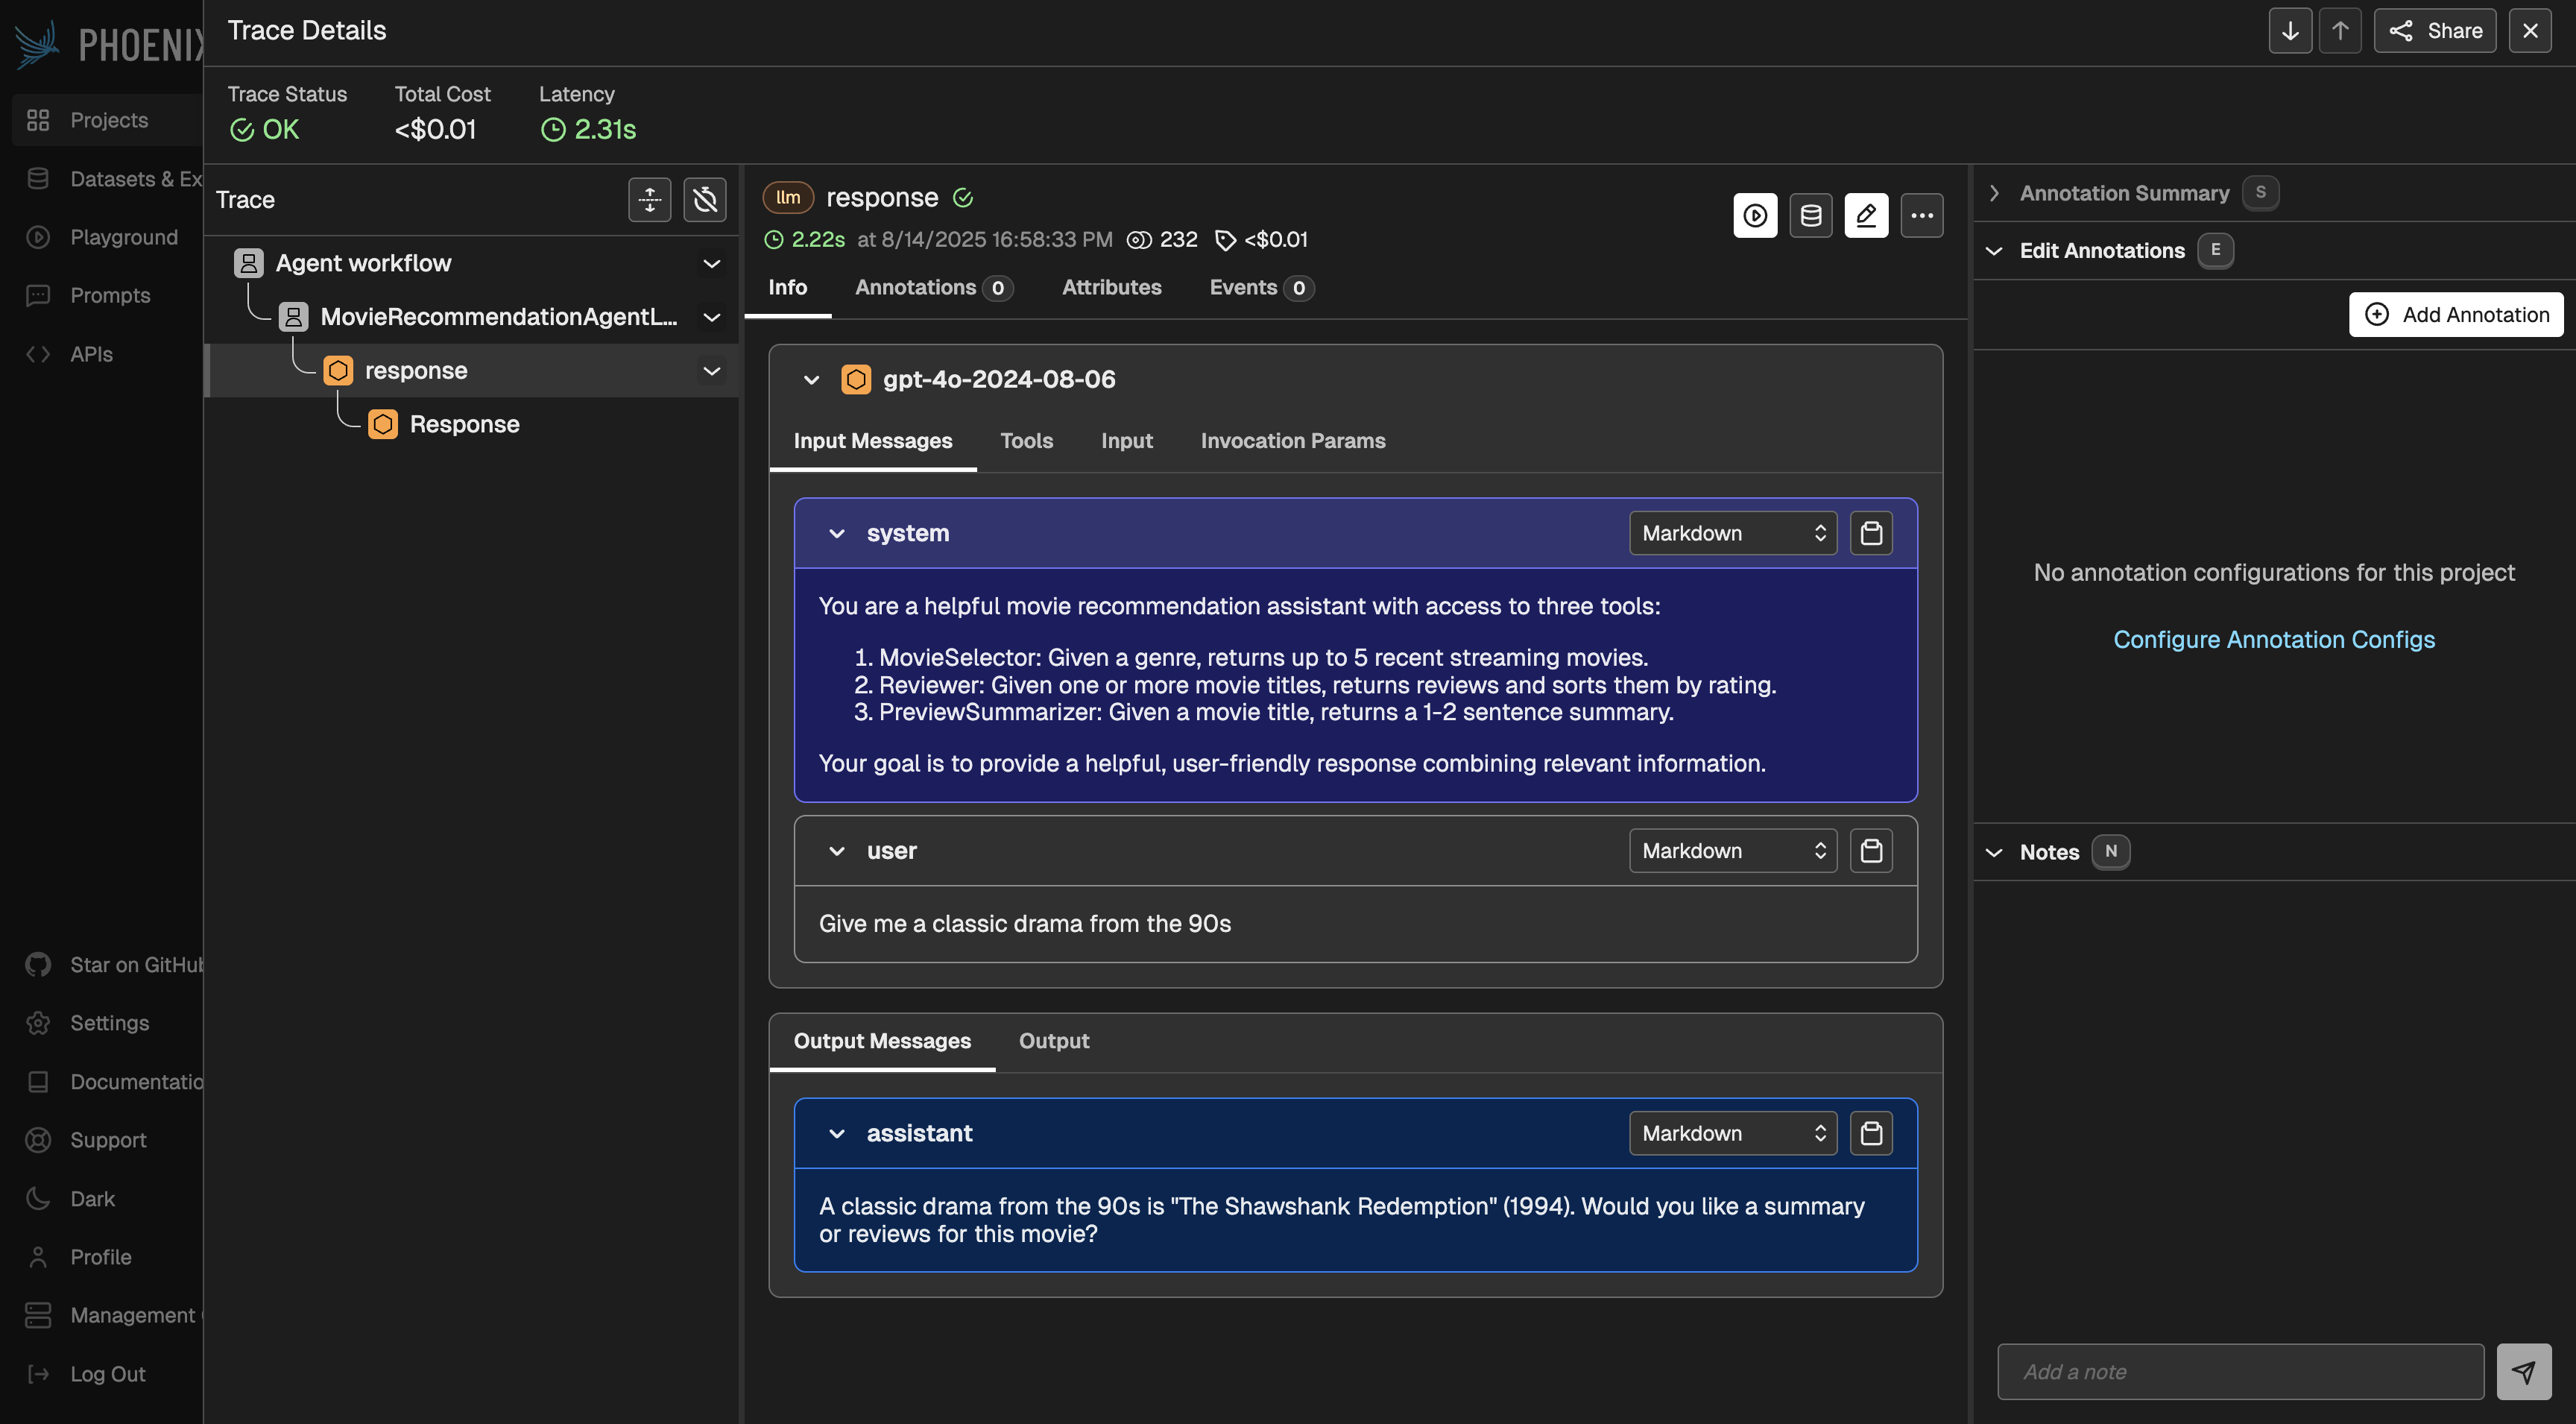 PHOENIX
Projects
Datasets & Ex
Playground
Prompts
APIs
Star on GitHub
Settings
Documentatio
Support
Dark
Profile
Management
Log Out
Trace Details
Share
Trace Status
OK
Total Cost
<$0.01
Latency
2.31s
Trace
Agent workflow
MovieRecommendationAgentL...
response
Response
llm response
2.22s at 8/14/2025 16:58:33 PM 232 <$0.01
Info Annotations 0 Attributes Events 0
gpt-4o-2024-08-06
Input Messages Tools Input Invocation Params
system Markdown
You are a helpful movie recommendation assistant with access to three tools:
1. MovieSelector: Given a genre, returns up to 5 recent streaming movies.
2. Reviewer: Given one or more movie titles, returns reviews and sorts them by rating.
3. PreviewSummarizer: Given a movie title, returns a 1-2 sentence summary.
Your goal is to provide a helpful, user-friendly response combining relevant information.
user Markdown
Give me a classic drama from the 90s
Output Messages Output
assistant Markdown
A classic drama from the 90s is "The Shawshank Redemption" (1994). Would you like a summary
or reviews for this movie?
Annotation Summary S
Edit Annotations E
Add Annotation
No annotation configurations for this project
Configure Annotation Configs
Notes N
Add a note